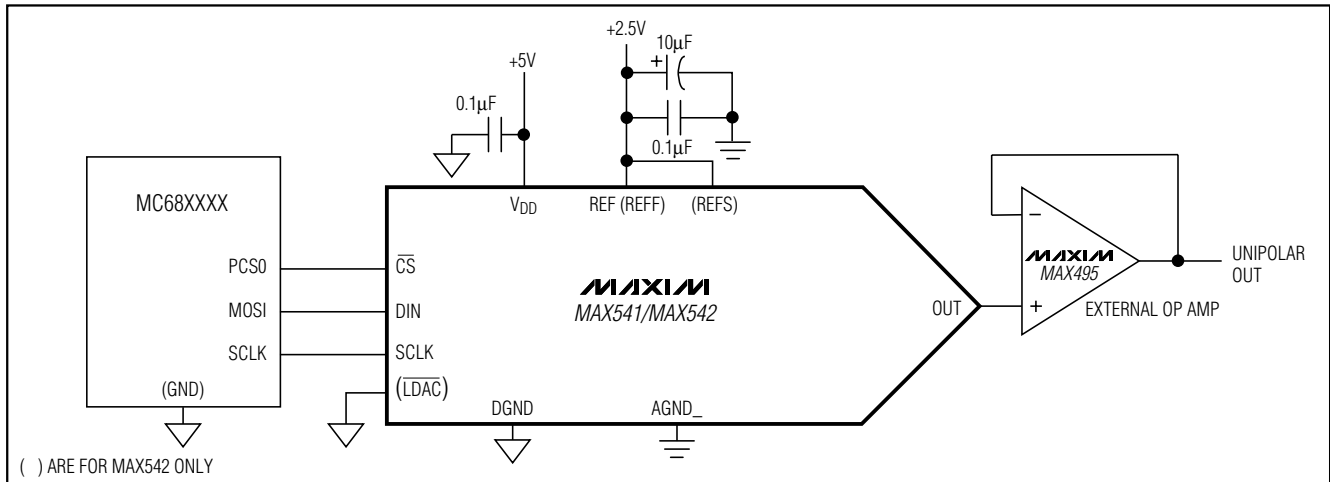 +2.5V
10µF
+
+5V
0.1µF
0.1µF
MC68XXXX
VDD
REF (REFF)
(REFS)
−
MAXIM
MAX495
UNIPOLAR
OUT
PCS0
CS
MAXIM
MAX541/MAX542
MOSI
DIN
OUT
+
EXTERNAL OP AMP
SCLK
SCLK
(GND)
(LDAC)
DGND
AGND_
( ) ARE FOR MAX542 ONLY